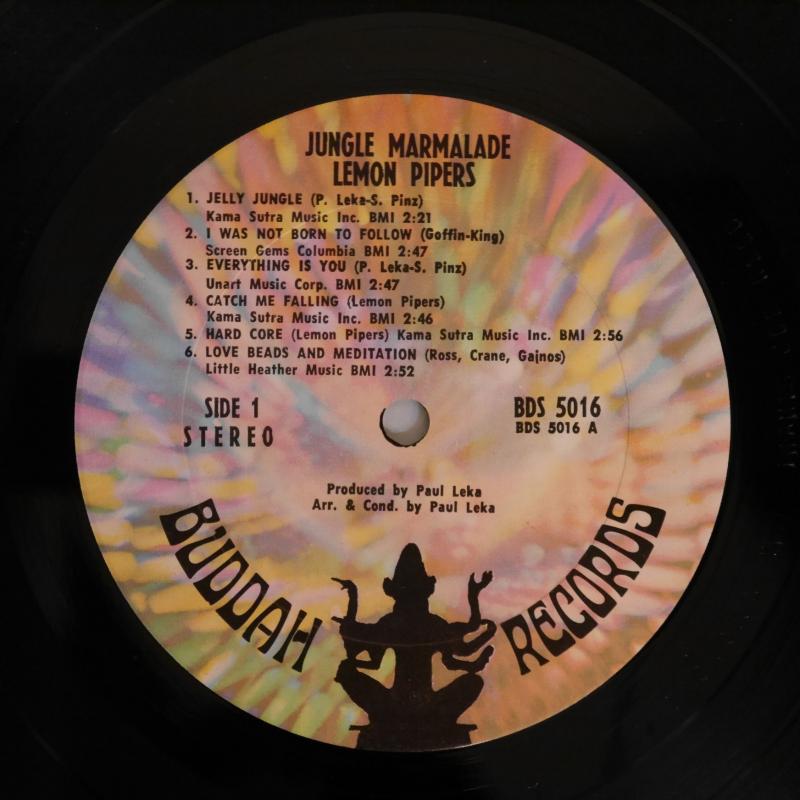 JUNGLE MARMALADE
LEMON PIPERS
1. JELLY JUNGLE (P. Leka-S. Pinz)
Kama Sutra Music Inc. BMI 2:21
2. I WAS NOT BORN TO FOLLOW (Goffin-King)
Screen Gems Columbia BMI 2:47
3. EVERYTHING IS YOU (P. Leka-S. Pinz)
Unart Music Corp. BMI 2:47
4. CATCH ME FALLING (Lemon Pipers)
Kama Sutra Music Inc. BMI 2:46
5. HARD CORE (Lemon Pipers) Kama Sutra Music Inc. BMI 2:56
6. LOVE BEADS AND MEDITATION (Ross, Crane, Gajnos)
Little Heather Music BMI 2:52
SIDE 1
STEREO
BDS 5016
BDS 5016 A
Produced by Paul Leka
Arr. & Cond. by Paul Leka
BUDDAH RECORDS